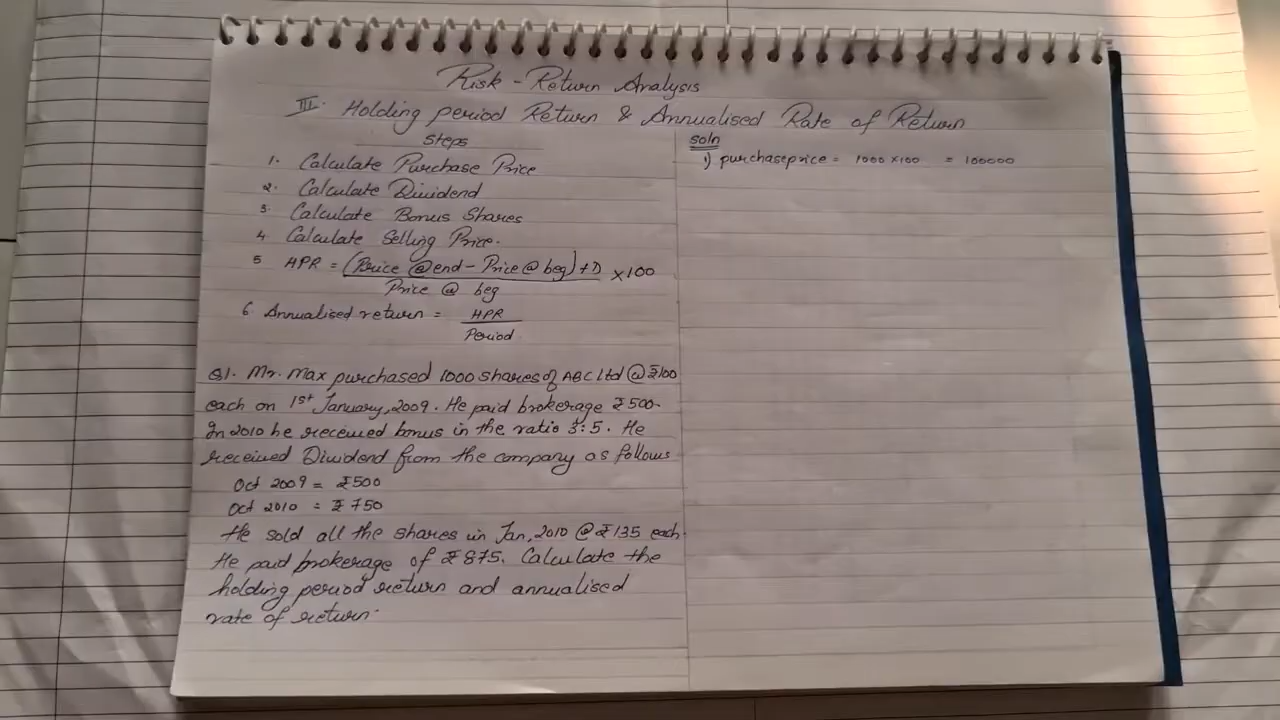 Risk - Return Analysis
III. Holding period Return & Annualised Rate of Return
Steps
1. Calculate Purchase Price
2. Calculate Dividend
3. Calculate Bonus Shares
4. Calculate Selling Price.
5 HPR = (Price @end - Price @ beg) + D × 100
Price @ beg
6. Annualised return = HPR
Period.
Q1. Mr. Max purchased 1000 shares of ABC Ltd @ ₹100
each on 1st January, 2009. He paid brokerage ₹500.
In 2010 he received bonus in the ratio 3:5. He
received Dividend from the company as follows
Oct 2009 = ₹500
Oct 2010 = ₹750
He sold all the shares in Jan, 2010 @ ₹135 each.
He paid brokerage of ₹875. Calculate the
holding period return and annualised
rate of return.
Soln
1) purchase price = 1000 × 100 = 100000